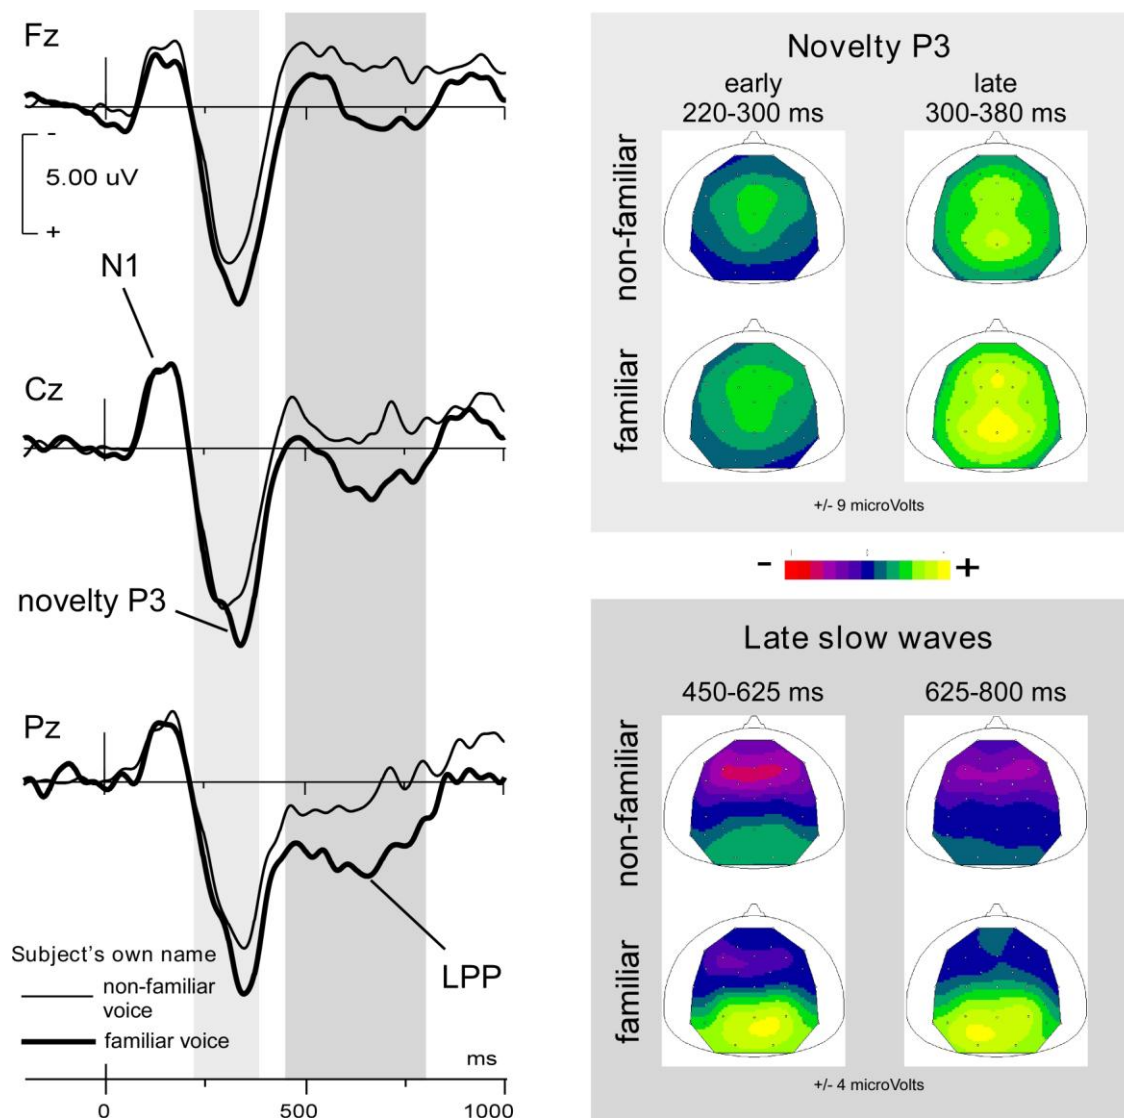 Fz
-
5.00 uV
+
N1
Cz
novelty P3
Pz
LPP
Subject's own name
non-familiar
voice
familiar voice
ms
0
500
1000
Novelty P3
early
220-300 ms
late
300-380 ms
non-familiar
familiar
+/- 9 microVolts
- +
Late slow waves
450-625 ms
625-800 ms
non-familiar
familiar
+/- 4 microVolts